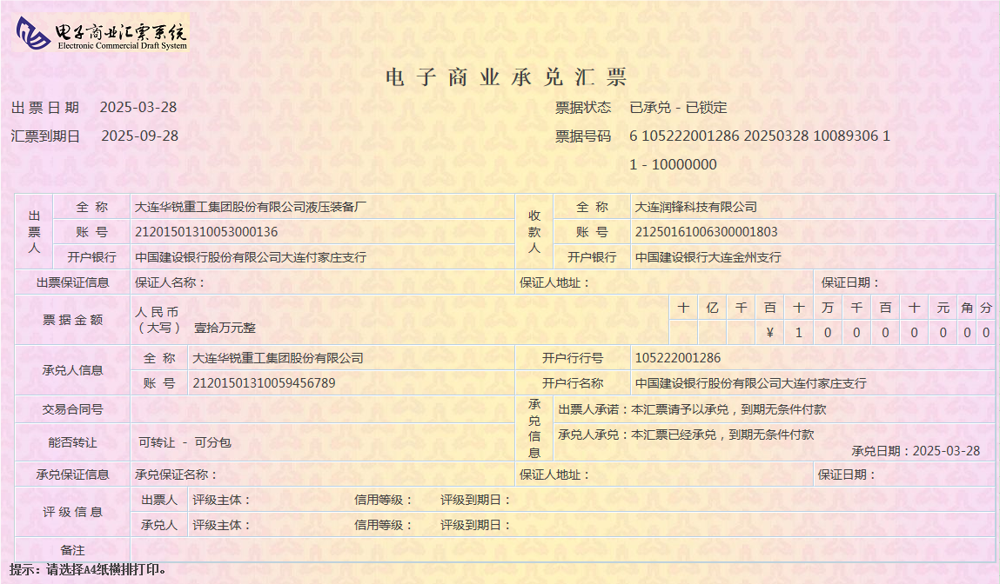 电子商业汇票系统
Electronic Commercial Draft System
电子商业承兑汇票
出票日期 2025-03-28 票据状态 已承兑 - 已锁定
汇票到期日 2025-09-28 票据号码 6 105222001286 20250328 10089306 1
1 - 10000000
出票人 全称 大连华锐重工集团股份有限公司液压装备厂 收款人 全称 大连润锋科技有限公司
账号 21201501310053000136 账号 21250161006300001803
开户银行 中国建设银行股份有限公司大连付家庄支行 开户银行 中国建设银行大连金州支行
出票保证信息 保证人名称： 保证人地址： 保证日期：
票据金额 人民币（大写） 壹拾万元整 十 亿 千 百 十 万 千 百 十 元 角 分
¥ 1 0 0 0 0 0 0 0
承兑人信息 全称 大连华锐重工集团股份有限公司 开户行行号 105222001286
账号 21201501310059456789 开户行名称 中国建设银行股份有限公司大连付家庄支行
交易合同号 承兑信息 出票人承诺：本汇票请予以承兑，到期无条件付款
能否转让 可转让 - 可分包 承兑人承兑：本汇票已经承兑，到期无条件付款
承兑日期：2025-03-28
承兑保证信息 承兑保证名称： 保证人地址： 保证日期：
评级信息 出票人 评级主体： 信用等级： 评级到期日：
承兑人 评级主体： 信用等级： 评级到期日：
备注
提示：请选择A4纸横排打印。